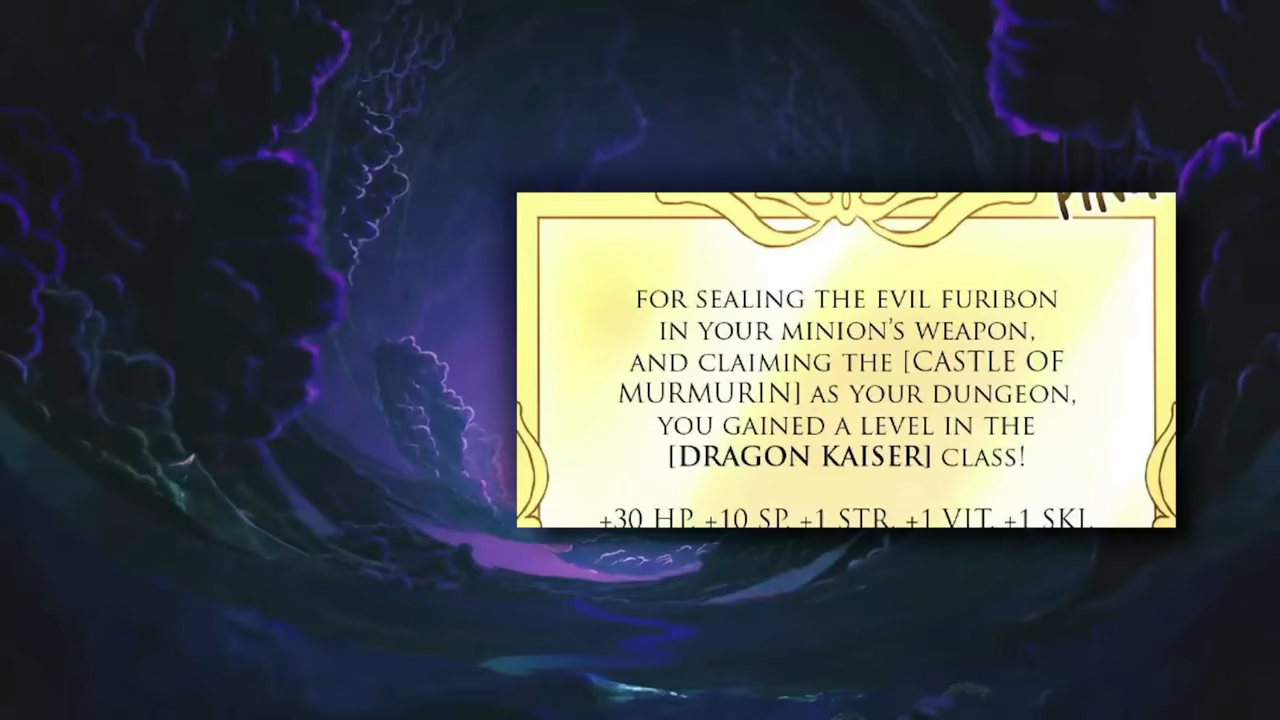 FOR SEALING THE EVIL FURIBON
IN YOUR MINION'S WEAPON,
AND CLAIMING THE [CASTLE OF
MURMURIN] AS YOUR DUNGEON,
YOU GAINED A LEVEL IN THE
[DRAGON KAISER] CLASS!
+30 HP, +10 SP, +1 STR, +1 VIT, +1 SKI,